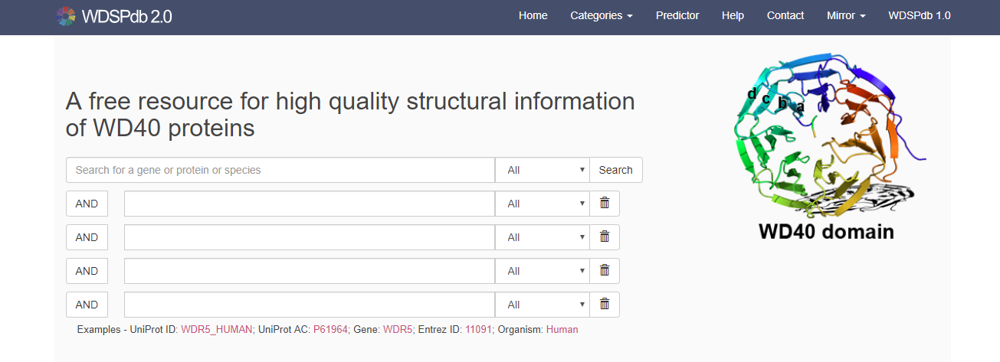 WDSPdb 2.0 Home Categories Predictor Help Contact Mirror WDSPdb 1.0
A free resource for high quality structural information
of WD40 proteins
d c b a
Search for a gene or protein or species All Search
AND All
AND All
AND All
AND All
WD40 domain
Examples - UniProt ID: WDR5_HUMAN; UniProt AC: P61964; Gene: WDR5; Entrez ID: 11091; Organism: Human